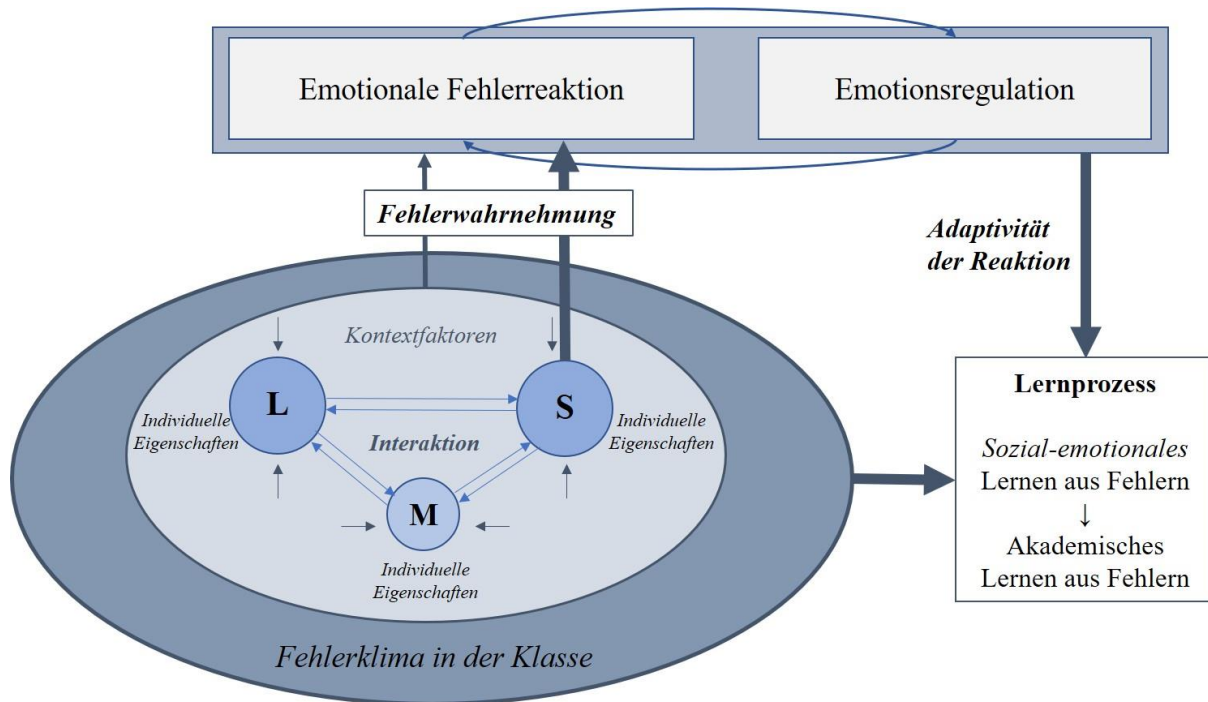 Emotionale Fehlerreaktion
Emotionsregulation
Fehlerwahrnehmung
Adaptivität
der Reaktion
Kontextfaktoren
L
S
Individuelle
Eigenschaften
Interaktion
Individuelle
Eigenschaften
M
Individuelle
Eigenschaften
Fehlerklima in der Klasse
Lernprozess
Sozial-emotionales
Lernen aus Fehlern
↓
Akademisches
Lernen aus Fehlern